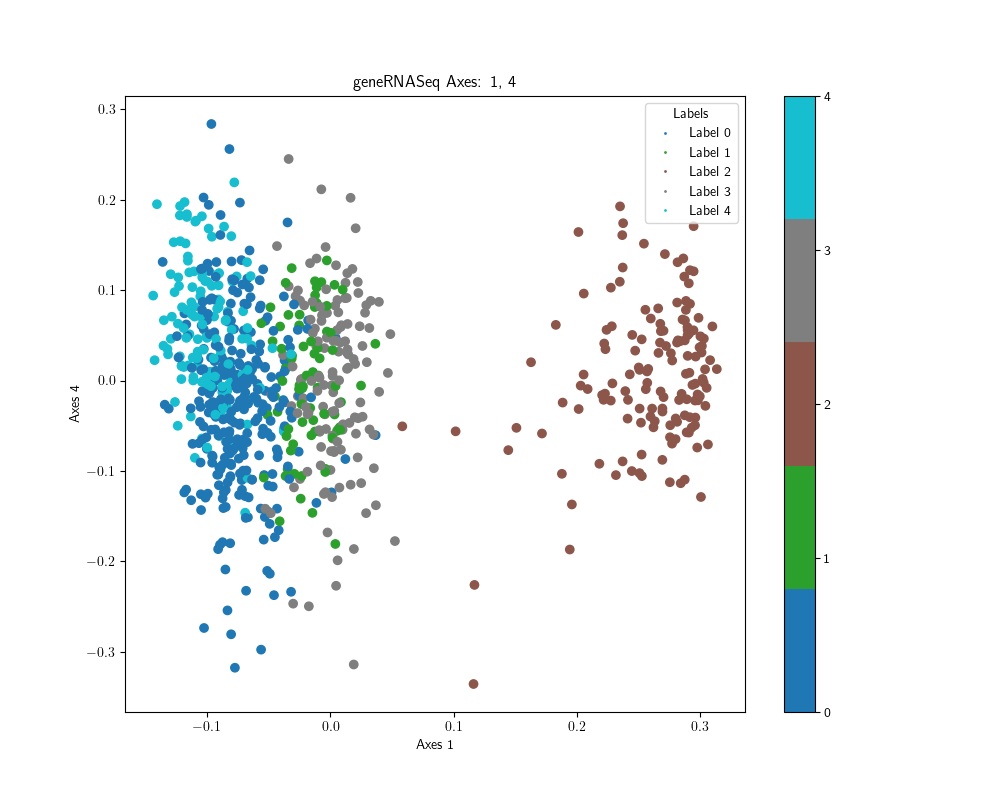 geneRNASeq Axes: 1, 4
Labels
Label 0
Label 1
Label 2
Label 3
Label 4
0.3
0.2
0.1
0.0
−0.1
−0.2
−0.3
Axes 4
−0.1
0.0
0.1
0.2
0.3
Axes 1
4
3
2
1
0